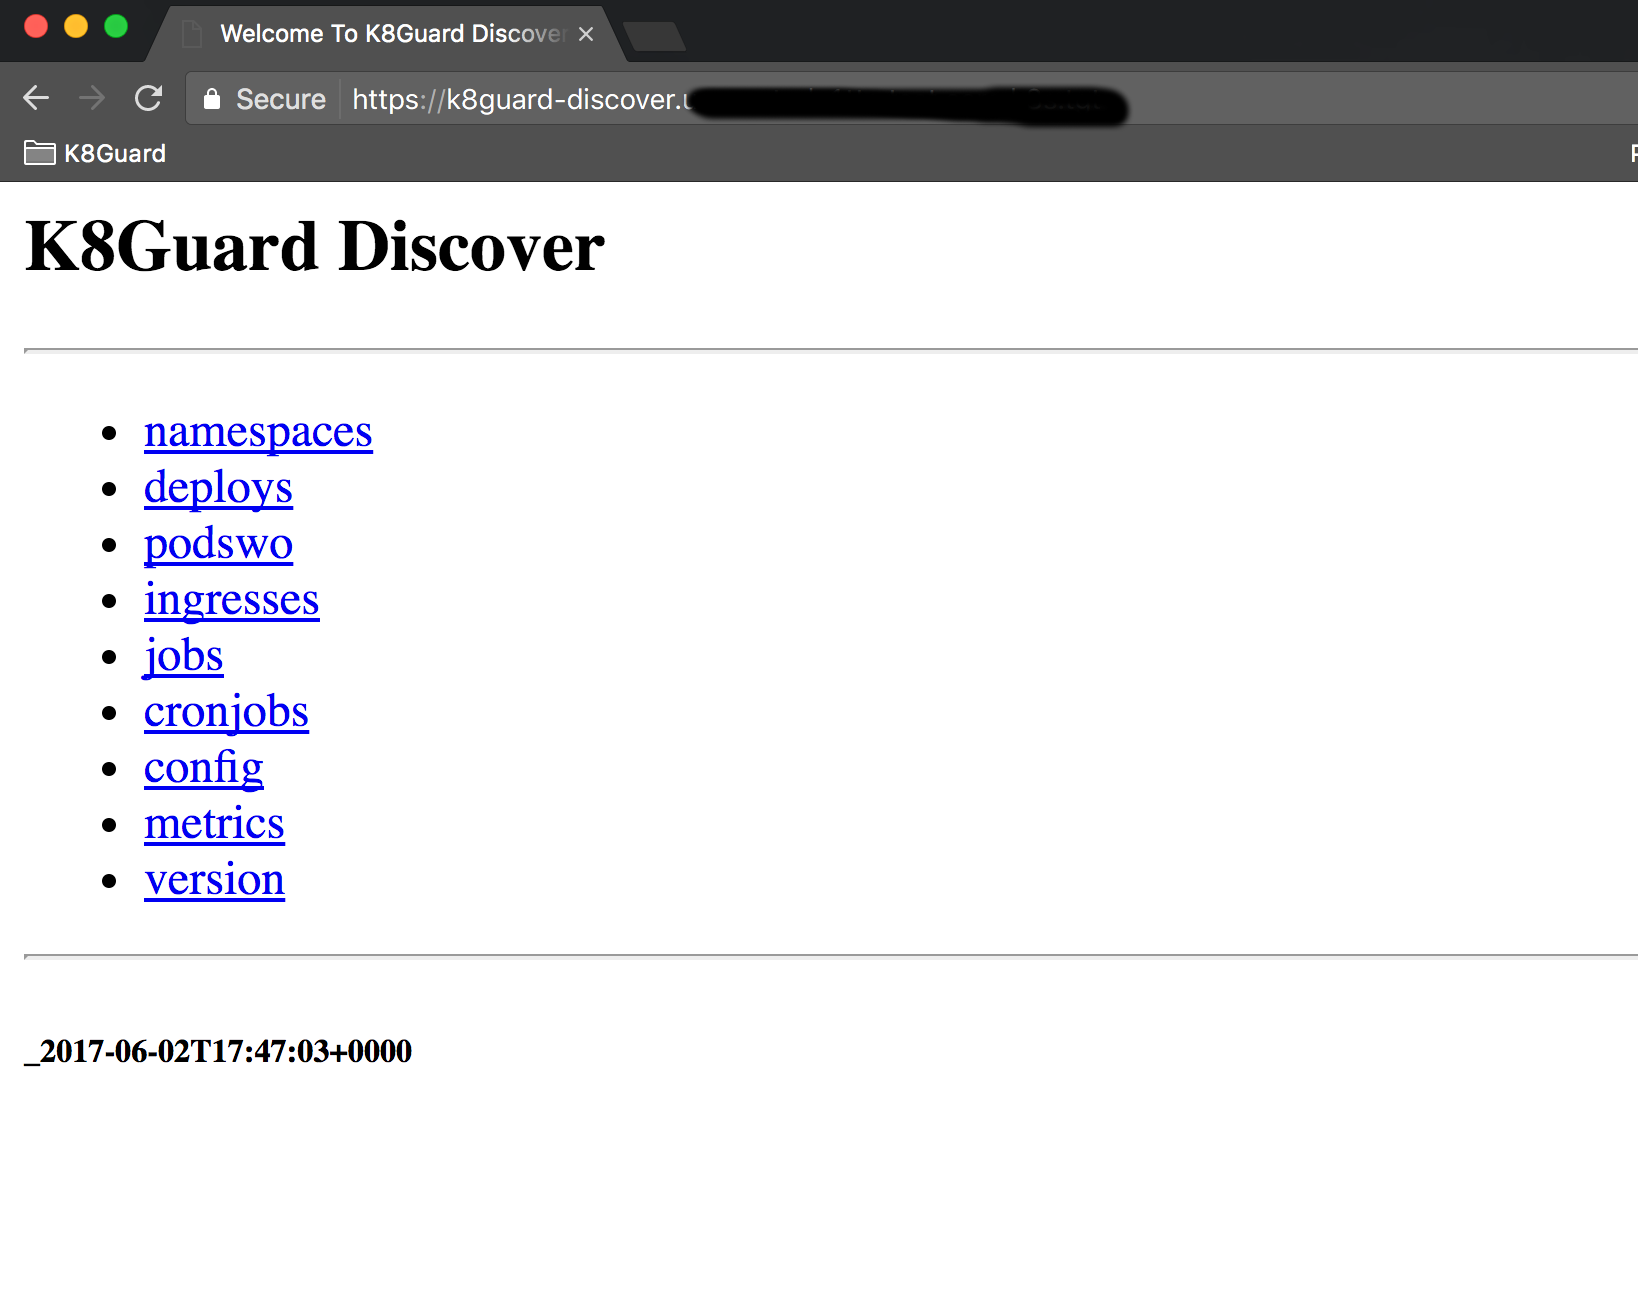 Welcome To K8Guard Discover
Secure https://k8guard-discover.
K8Guard
K8Guard Discover
namespaces
deploys
podswo
ingresses
jobs
cronjobs
config
metrics
version
_2017-06-02T17:47:03+0000